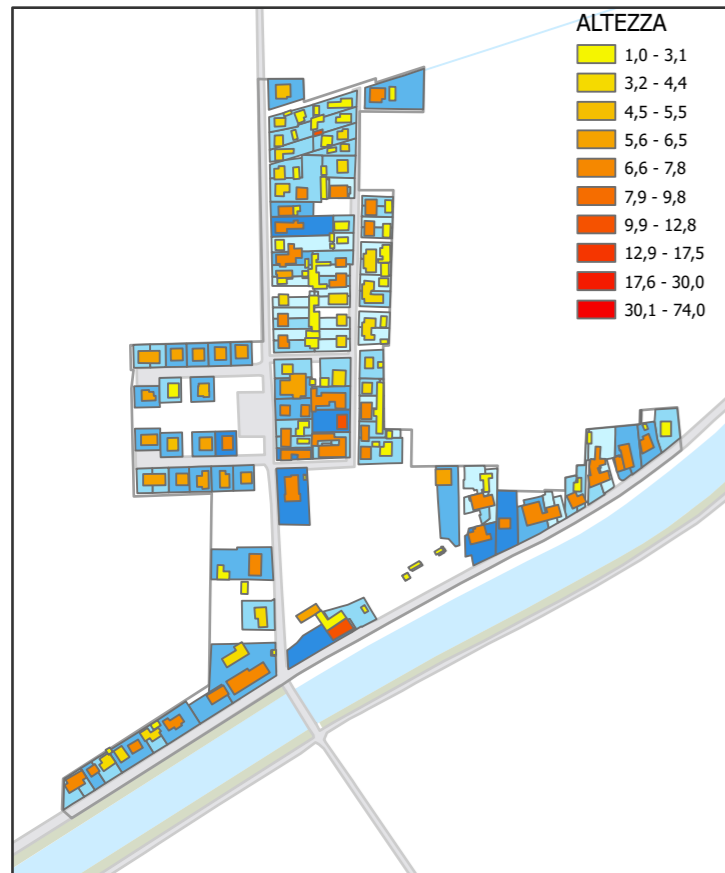 ALTEZZA
1,0 - 3,1
3,2 - 4,4
4,5 - 5,5
5,6 - 6,5
6,6 - 7,8
7,9 - 9,8
9,9 - 12,8
12,9 - 17,5
17,6 - 30,0
30,1 - 74,0